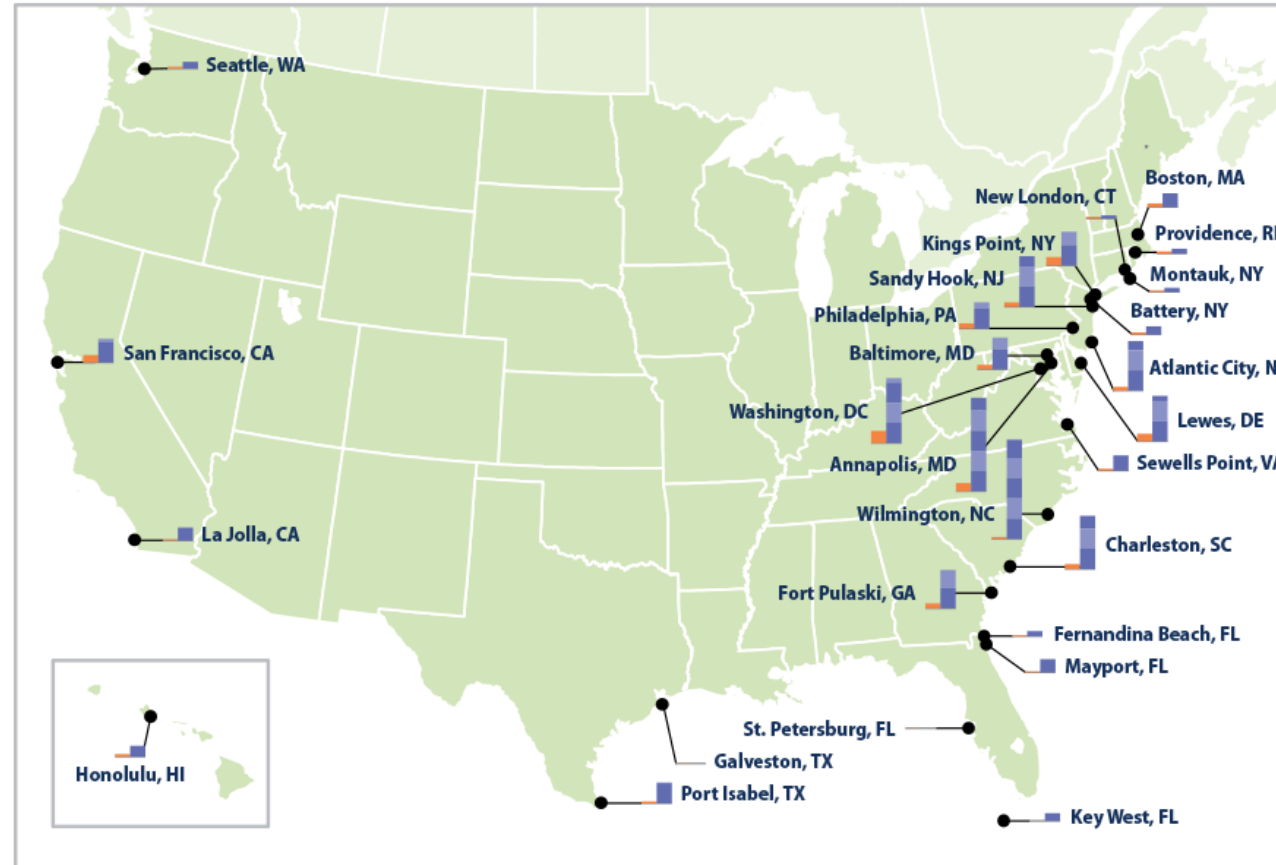 Seattle, WA
Boston, MA
New London, CT
Providence, RI
Kings Point, NY
Montauk, NY
Sandy Hook, NJ
Battery, NY
Philadelphia, PA
San Francisco, CA
Baltimore, MD
Atlantic City, N
Washington, DC
Lewes, DE
Annapolis, MD
Sewells Point, VA
Wilmington, NC
La Jolla, CA
Charleston, SC
Fort Pulaski, GA
Fernandina Beach, FL
Mayport, FL
St. Petersburg, FL
Galveston, TX
Honolulu, HI
Port Isabel, TX
Key West, FL